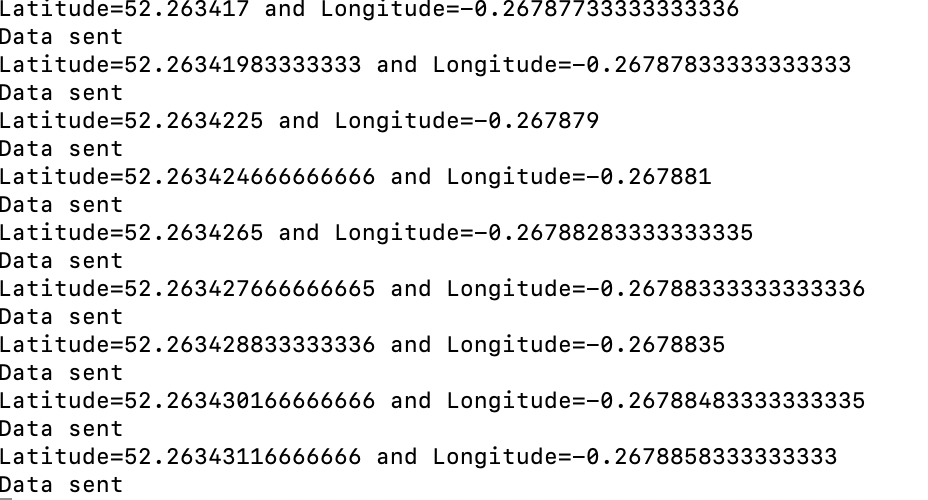 Latitude=52.263417 and Longitude=-0.26787733333333336
Data sent
Latitude=52.26341983333333 and Longitude=-0.26787833333333333
Data sent
Latitude=52.2634225 and Longitude=-0.267879
Data sent
Latitude=52.263424666666666 and Longitude=-0.267881
Data sent
Latitude=52.2634265 and Longitude=-0.26788283333333335
Data sent
Latitude=52.263427666666665 and Longitude=-0.26788333333333336
Data sent
Latitude=52.263428833333336 and Longitude=-0.2678835
Data sent
Latitude=52.263430166666666 and Longitude=-0.26788483333333335
Data sent
Latitude=52.26343116666666 and Longitude=-0.2678858333333333
Data sent